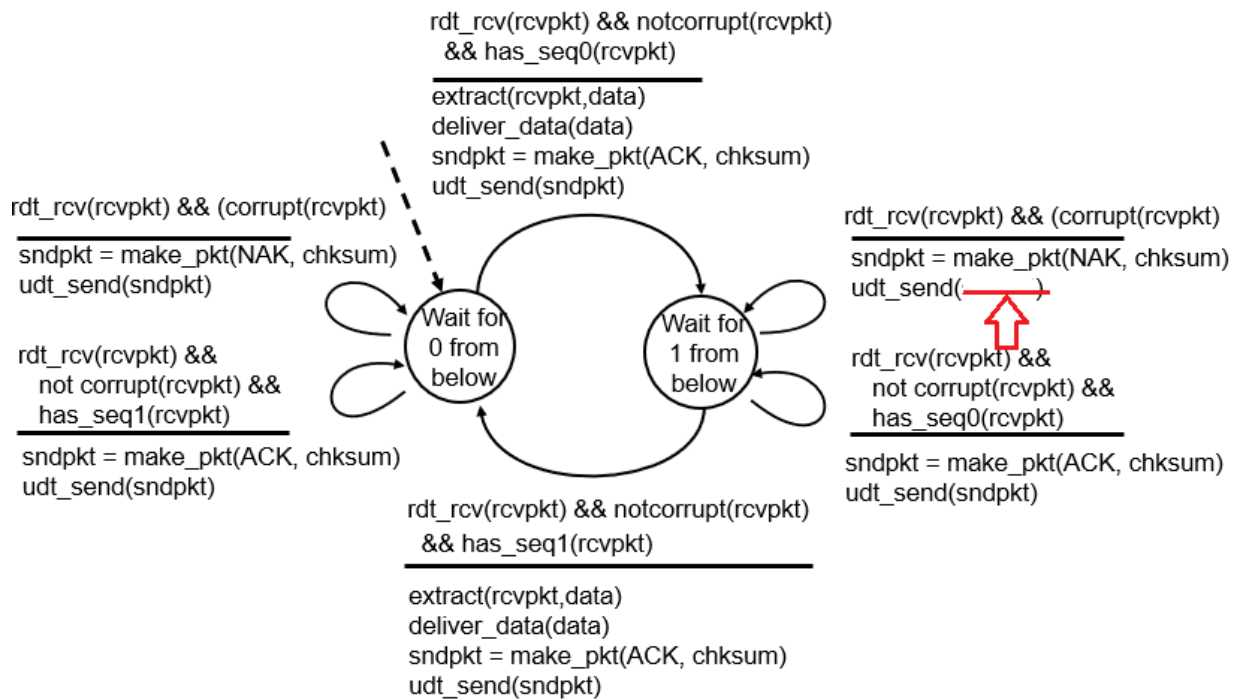 rdt_rcv(rcvpkt) && notcorrupt(rcvpkt)
&& has_seq0(rcvpkt)
extract(rcvpkt,data)
deliver_data(data)
sndpkt = make_pkt(ACK, chksum)
udt_send(sndpkt)
rdt_rcv(rcvpkt) && (corrupt(rcvpkt)
sndpkt = make_pkt(NAK, chksum)
udt_send(sndpkt)
rdt_rcv(rcvpkt) &&
not corrupt(rcvpkt) &&
has_seq1(rcvpkt)
sndpkt = make_pkt(ACK, chksum)
udt_send(sndpkt)
Wait for
0 from
below
Wait for
1 from
below
rdt_rcv(rcvpkt) && (corrupt(rcvpkt)
sndpkt = make_pkt(NAK, chksum)
udt_send( )
rdt_rcv(rcvpkt) &&
not corrupt(rcvpkt) &&
has_seq0(rcvpkt)
sndpkt = make_pkt(ACK, chksum)
udt_send(sndpkt)
rdt_rcv(rcvpkt) && notcorrupt(rcvpkt)
&& has_seq1(rcvpkt)
extract(rcvpkt,data)
deliver_data(data)
sndpkt = make_pkt(ACK, chksum)
udt_send(sndpkt)